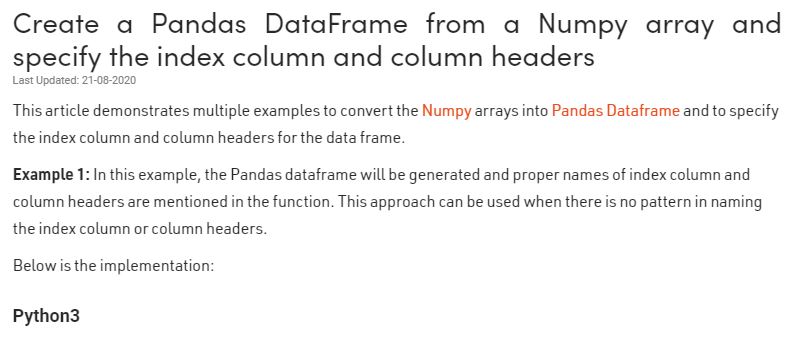 Create a Pandas DataFrame from a Numpy array and
specify the index column and column headers
Last Updated: 21-08-2020
This article demonstrates multiple examples to convert the Numpy arrays into Pandas Dataframe and to specify
the index column and column headers for the data frame.
Example 1: In this example, the Pandas dataframe will be generated and proper names of index column and
column headers are mentioned in the function. This approach can be used when there is no pattern in naming
the index column or column headers.
Below is the implementation:
Python3